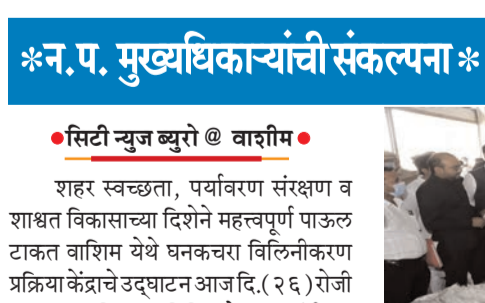 *न.प. मुख्यधिकाऱ्यांची संकल्पना*
●सिटी न्युज ब्युरो @ वाशीम●
शहर स्वच्छता, पर्यावरण संरक्षण व
शाश्वत विकासाच्या दिशेने महत्त्वपूर्ण पाऊल
टाकत वाशिम येथे घनकचरा विलिनीकरण
प्रक्रिया केंद्राचे उद्घाटन आज दि.(२६) रोजी